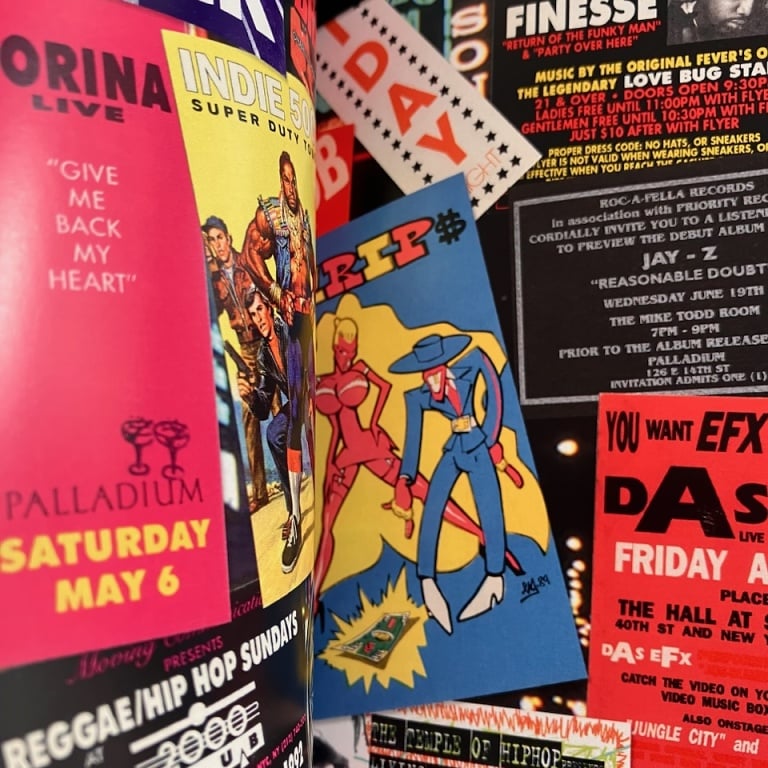 ORINA
LIVE
"GIVE
ME
BACK
MY
HEART"
PALLADIUM
SATURDAY
MAY 6
INDIE 50
SUPER DUTY
PRESENTS
REGGAE/HIP HOP SUNDAYS
AT
2000
1992
DAY
RIP$
89
FINESSE
"RETURN OF THE FUNKY MAN"
& "PARTY OVER HERE"
MUSIC BY THE ORIGINAL FEVER'S
THE LEGENDARY LOVE BUG STA
21 & OVER - DOORS OPEN 9:30P
LADIES FREE UNTIL 11:00PM WITH FLYE
GENTLEMEN FREE UNTIL 10:30PM WITH F
JUST $10 AFTER WITH FLYER
PROPER DRESS CODE: NO HATS, OR SNEAKERS
IS NOT VALID WHEN WEARING SNEAKERS, O
EFFECTIVE WHEN YOU REACH THE
ROC-A-FELLA RECORDS
in association with PRIORITY REC
CORDIALLY INVITE YOU TO A LISTEN
TO PREVIEW THE DEBUT ALBUM
JAY - Z
"REASONABLE DOUBT
WEDNESDAY JUNE 19TH
THE MIKE TODD ROOM
7PM - 9PM
PRIOR TO THE ALBUM RELEASE
PALLADIUM
126 E 14TH ST
INVITATION ADMITS ONE (1)
YOU WANT EFX
DAS
LIVE
FRIDAY A
PLACE
THE HALL AT
40TH ST AND NEW
DAS EFX
CATCH THE VIDEO ON YO
VIDEO MUSIC BOX
ALSO ONSTAGE
"JUNGLE CITY" and
THE TEMPLE OF HIPHOP